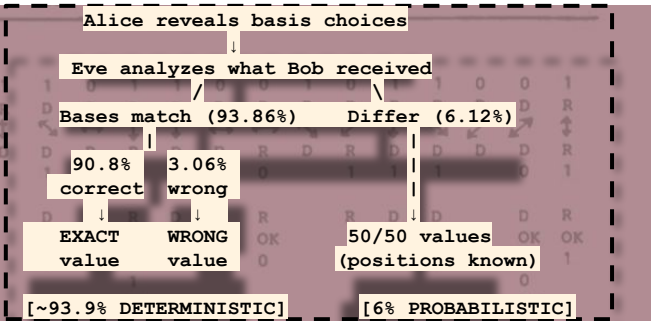 Alice reveals basis choices
↓
Eve analyzes what Bob received
/ \
Bases match (93.86%) Differ (6.12%)
| |
90.8% 3.06% |
correct wrong |
↓ ↓ ↓
EXACT WRONG 50/50 values
value value (positions known)
[~93.9% DETERMINISTIC] [6% PROBABILISTIC]